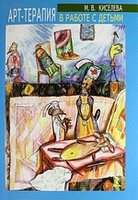 М. В. КИСЕЛЕВА
АРТ-ТЕРАПИЯ
В РАБОТЕ С ДЕТЬМИ